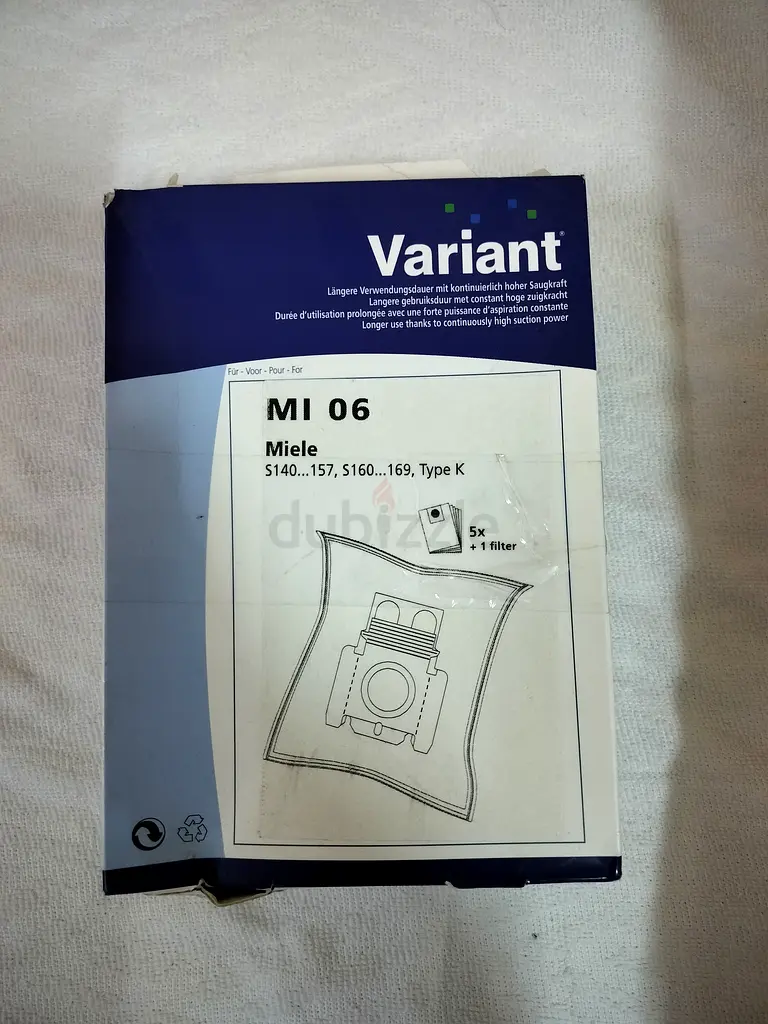 Variant®
Längere Verwendungsdauer mit kontinuierlich hoher Saugkraft
Langere gebruiksduur met constant hoge zuigkracht
Durée d'utilisation prolongée avec une forte puissance d'aspiration constante
Longer use thanks to continuously high suction power
Für - Voor - Pour - For
MI 06
Miele
S140...157, S160...169, Type K
dubizzle
5x
+ 1 filter